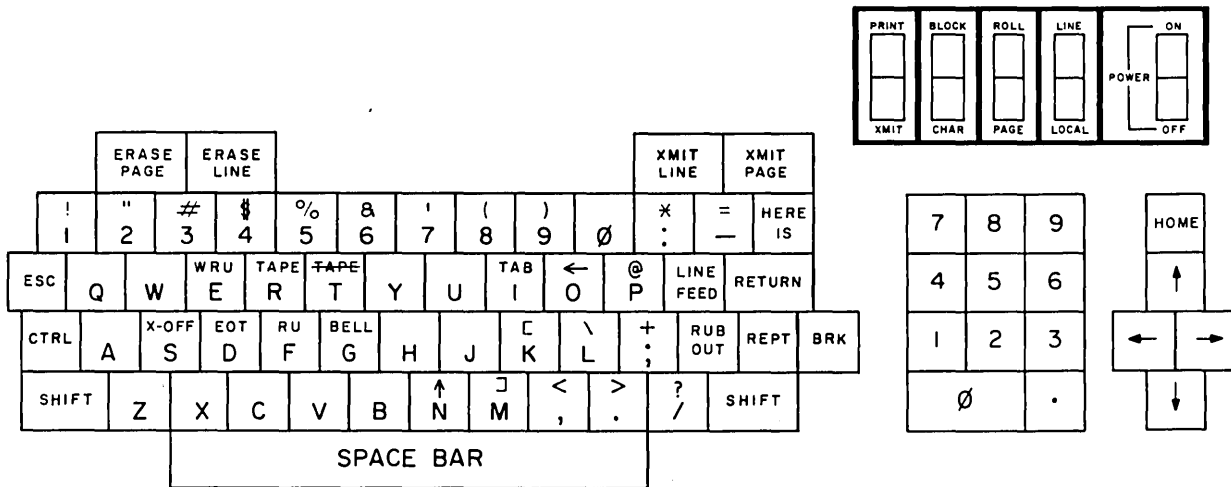 PRINT BLOCK ROLL LINE ON
POWER
XMIT CHAR PAGE LOCAL OFF
ERASE PAGE ERASE LINE XMIT LINE XMIT PAGE
! " # $ % & ' ( ) * =
1 2 3 4 5 6 7 8 9 Ø : — HERE IS
WRU TAPE TAPE TAB ← @
ESC Q W E R T Y U I O P LINE FEED RETURN
X-OFF EOT RU BELL [ \ +
CTRL A S D F G H J K L ; RUB OUT REPT BRK
↑ ] < > ?
SHIFT Z X C V B N M , . / SHIFT
SPACE BAR
7 8 9
4 5 6
1 2 3
Ø .
HOME
↑
← →
↓